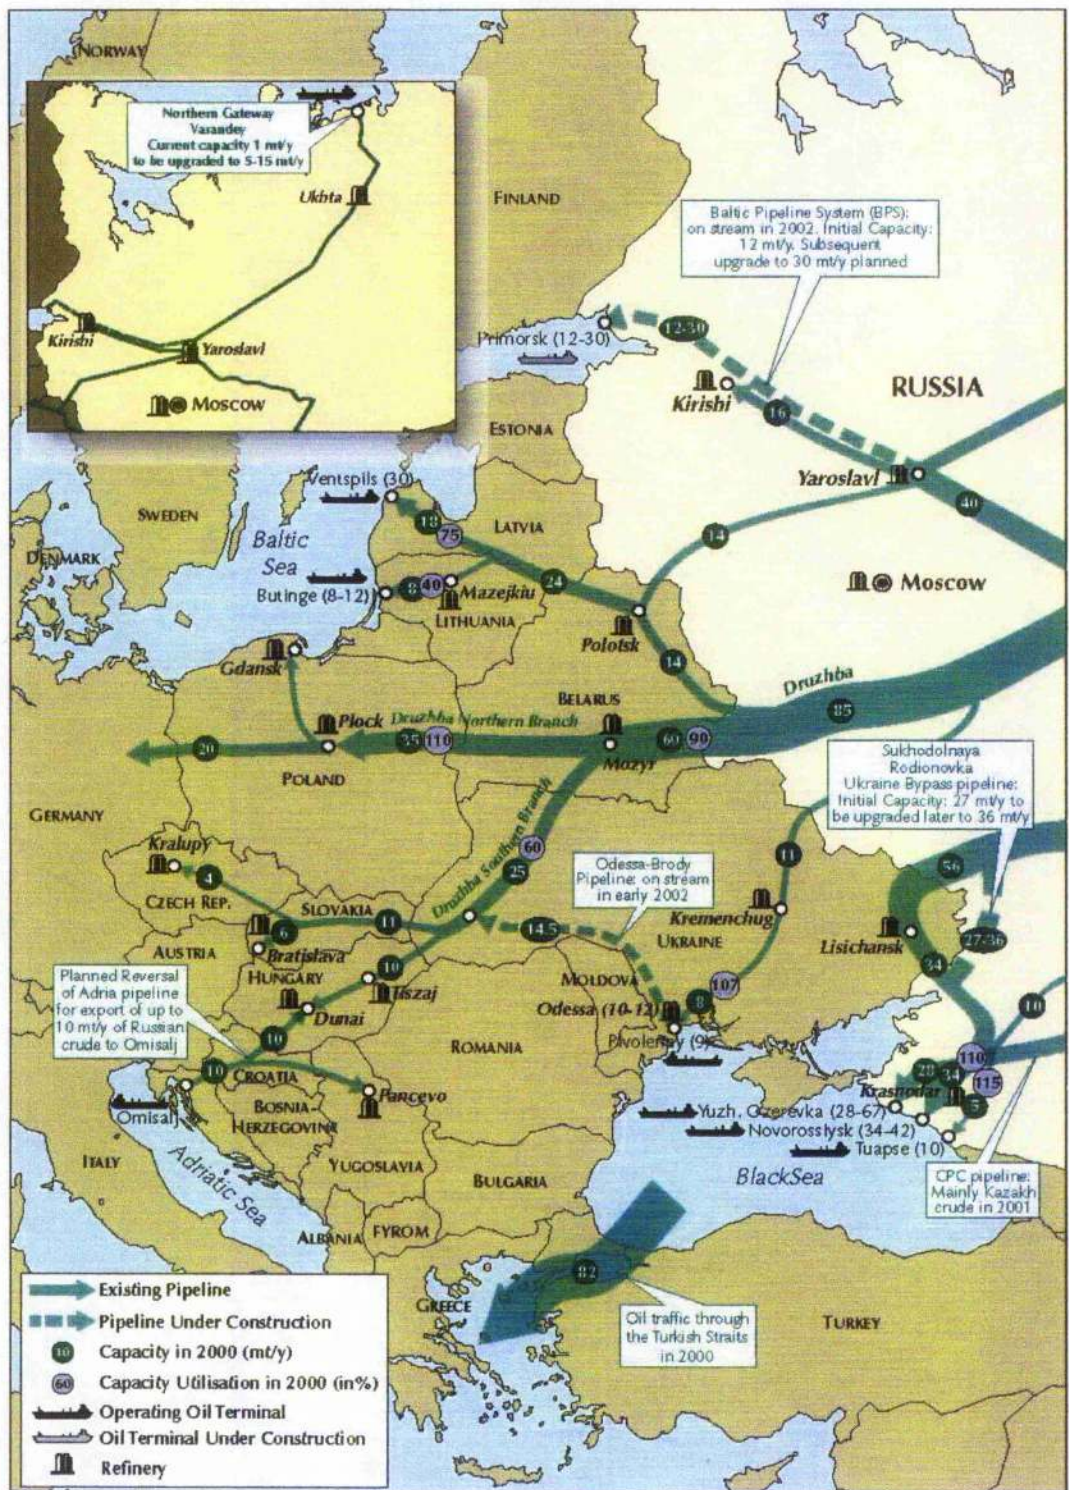 NORWAY
Northern Gateway
Varandey
Current capacity 1 mt/y
to be upgraded to 5-15 mt/y
Ukhta
Kirishi
Yaroslavl
Moscow
FINLAND
Baltic Pipeline System (BPS):
on stream in 2002. Initial Capacity:
12 mt/y. Subsequent
upgrade to 30 mt/y planned
Primorsk (12-30)
12-30
Kirishi
16
RUSSIA
ESTONIA
Yaroslavl
40
Ventspils (30)
18
75
LATVIA
14
SWEDEN
Baltic
Sea
DENMARK
Moscow
Butinge (8-12)
8
40
Mazejkiu
24
LITHUANIA
Polotsk
Gdansk
14
Druzhba
85
BELARUS
Plock
Druzhba Northern Branch
20
35
110
60
99
Mozyr
POLAND
GERMANY
Sukhodolnaya
Rodionovka
Ukraine Bypass pipeline:
Initial Capacity: 27 mt/y to
be upgraded later to 36 mt/y
Druzhba Southern Branch
60
25
Kralupy
4
CZECH REP.
Odessa-Brody
Pipeline: on stream
in early 2002
11
56
SLOVAKIA
11
6
Bratislava
AUSTRIA
14.5
Kremenchug
UKRAINE
Lisichansk
27-36
34
HUNGARY
10
Tiszaj
MOLDOVA
107
8
Odessa (10-12)
Planned Reversal
of Adria pipeline
for export of up to
10 mt/y of Russian
crude to Omisalj
Dunai
10
10
Pivolenny (9)
ROMANIA
110
115
28
34
5
Krasnodar
10
CROATIA
Pancevo
Omisalj
BOSNIA-
HERZEGOVINA
Yuzh. Ozerevka (28-67)
Novorossiysk (34-42)
Tuapse (10)
ITALY
Adriatic Sea
YUGOSLAVIA
BULGARIA
BlackSea
CPC pipeline:
Mainly Kazakh
crude in 2001
ALBANIA
FYROM
82
GREECE
Oil traffic through
the Turkish Straits
in 2000
TURKEY
Existing Pipeline
Pipeline Under Construction
10
Capacity in 2000 (mt/y)
60
Capacity Utilisation in 2000 (in%)
Operating Oil Terminal
Oil Terminal Under Construction
Refinery